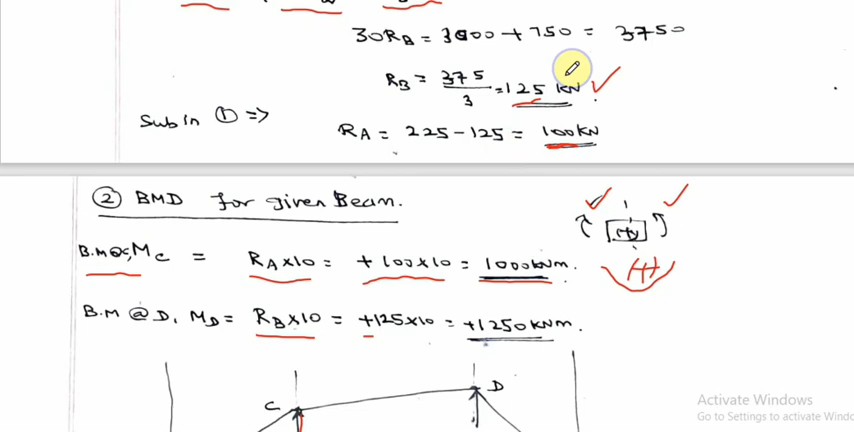 30RB = 3000 + 750 = 3750
RB = 375/3 = 125 KN
Sub in ① =>
RA = 225 - 125 = 100 KN
② BMD for given Beam.
B.M@C, MC = RA×10 = +100×10 = 1000 KNm.
(+)
B.M @ D, MD = RB×10 = +125×10 = +1250 KNm.
C D
Activate Windows
Go to Settings to activate Windo